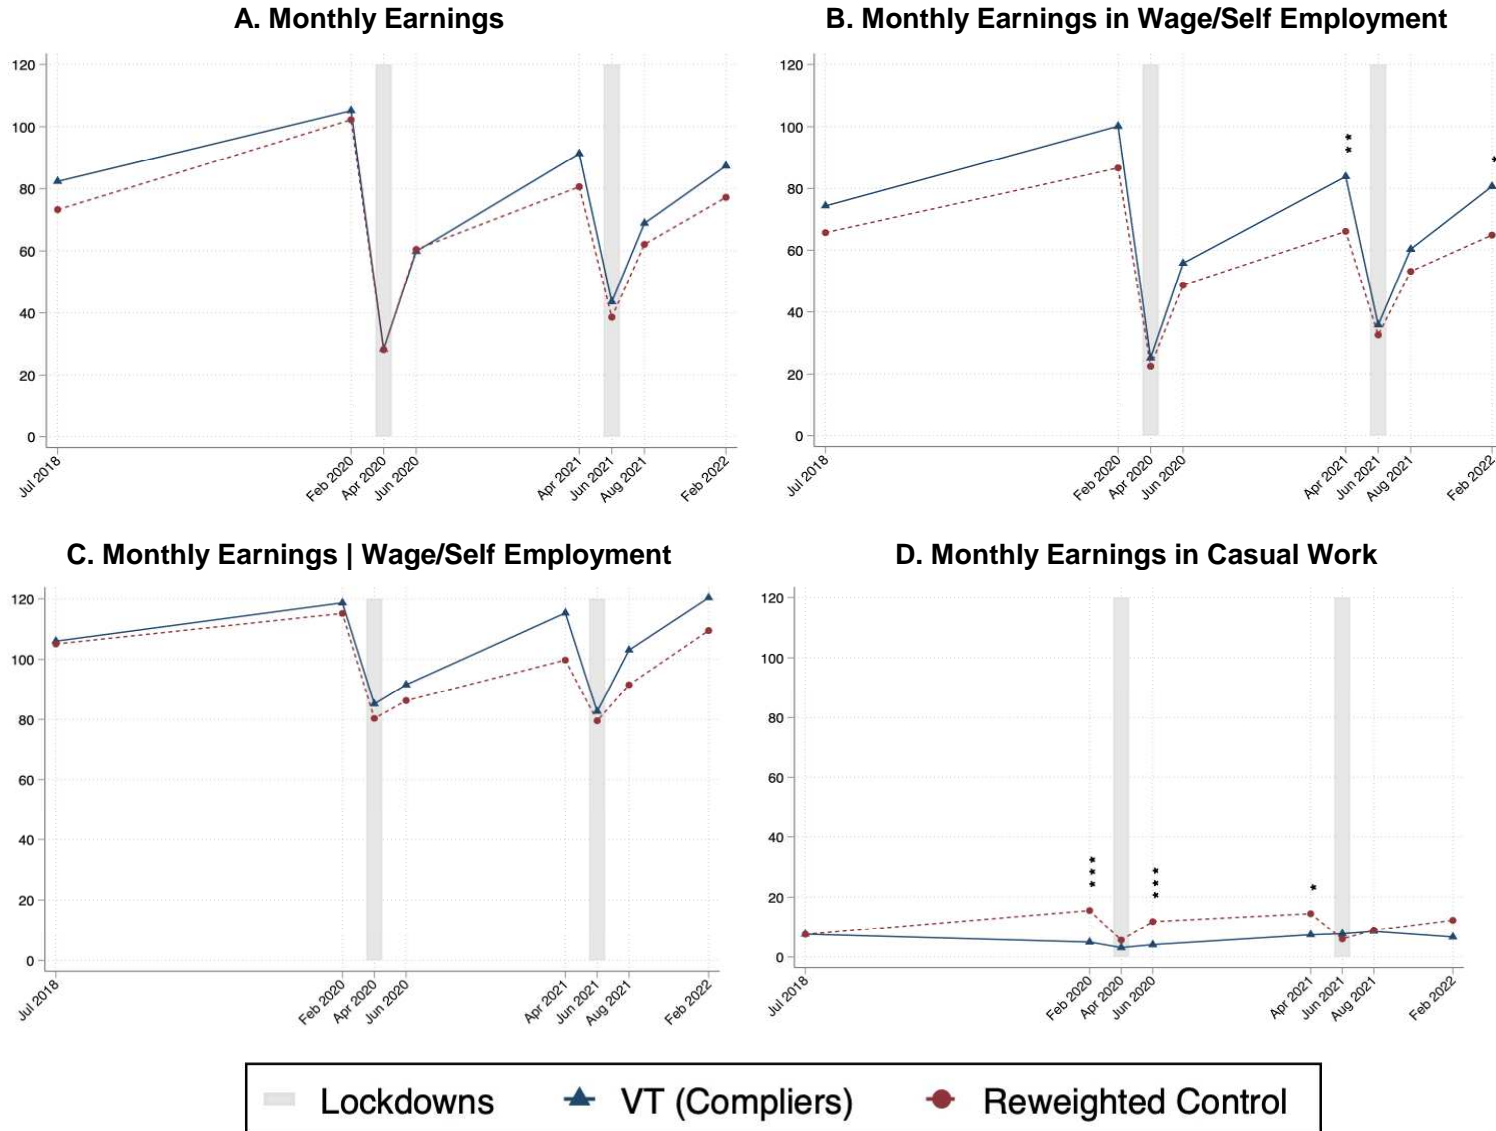 A. Monthly Earnings
120
100
80
60
40
20
0
Jul 2018
Feb 2020
Apr 2020
Jun 2020
Apr 2021
Jun 2021
Aug 2021
Feb 2022
B. Monthly Earnings in Wage/Self Employment
120
100
80
60
40
20
0
**
*
Jul 2018
Feb 2020
Apr 2020
Jun 2020
Apr 2021
Jun 2021
Aug 2021
Feb 2022
C. Monthly Earnings | Wage/Self Employment
120
100
80
60
40
20
0
Jul 2018
Feb 2020
Apr 2020
Jun 2020
Apr 2021
Jun 2021
Aug 2021
Feb 2022
D. Monthly Earnings in Casual Work
120
100
80
60
40
20
0
***
***
*
Jul 2018
Feb 2020
Apr 2020
Jun 2020
Apr 2021
Jun 2021
Aug 2021
Feb 2022
Lockdowns VT (Compliers) Reweighted Control